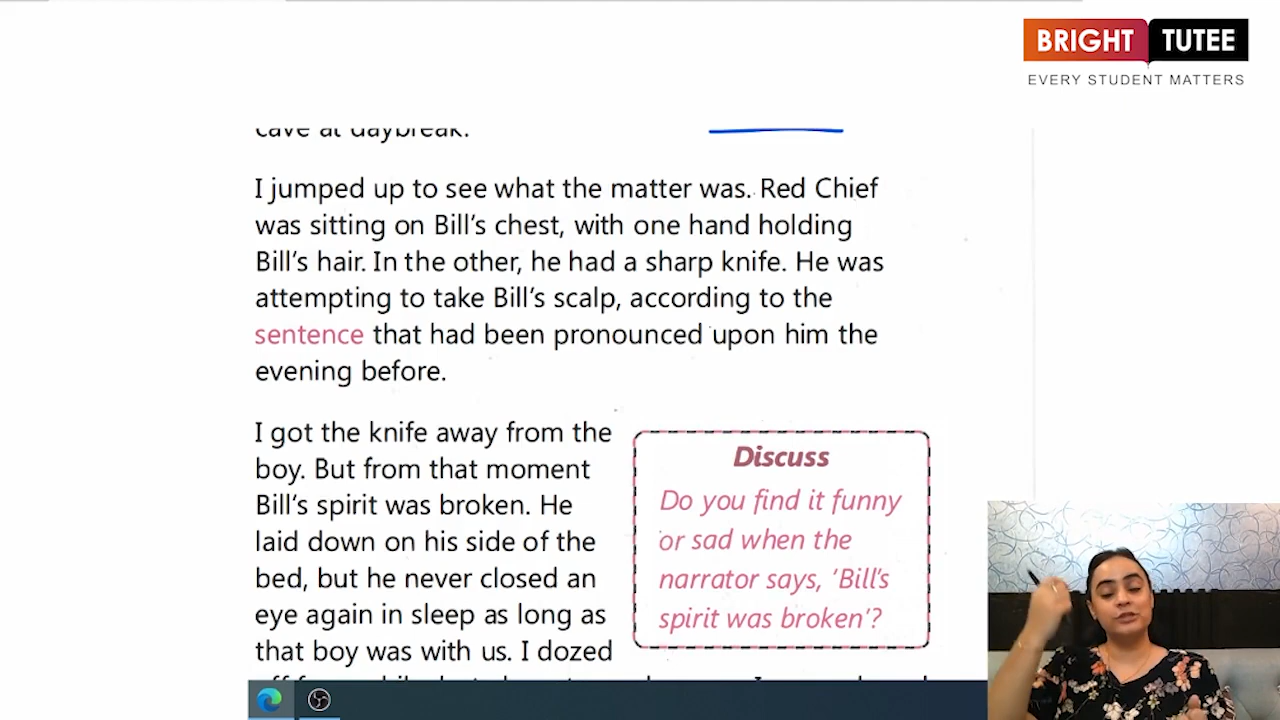 BRIGHT TUTEE
EVERY STUDENT MATTERS
cave at daybreak.
I jumped up to see what the matter was. Red Chief
was sitting on Bill's chest, with one hand holding
Bill's hair. In the other, he had a sharp knife. He was
attempting to take Bill's scalp, according to the
sentence that had been pronounced upon him the
evening before.
I got the knife away from the
boy. But from that moment
Bill's spirit was broken. He
laid down on his side of the
bed, but he never closed an
eye again in sleep as long as
that boy was with us. I dozed
Discuss
Do you find it funny
or sad when the
narrator says, 'Bill's
spirit was broken'?